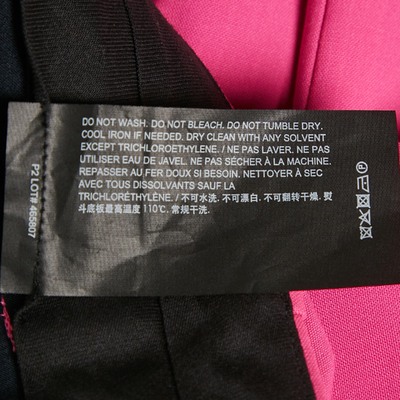 DO NOT WASH. DO NOT BLEACH. DO NOT TUMBLE DRY.
COOL IRON IF NEEDED. DRY CLEAN WITH ANY SOLVENT
EXCEPT TRICHLOROETHYLENE. / NE PAS LAVER. NE PAS
UTILISER EAU DE JAVEL. NE PAS SÉCHER À LA MACHINE.
REPASSER AU FER DOUX SI BESOIN. NETTOYER À SEC
AVEC TOUS DISSOLVANTS SAUF LA
TRICHLORÉTHYLÈNE. / 不可水洗. 不可漂白. 不可翻转干燥. 熨
斗底板最高温度 110℃. 常规干洗.
P2 LOT# 465807